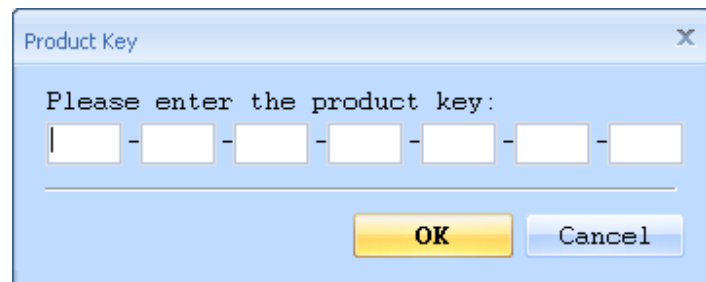 Product Key
Please enter the product key:
- - - - - -
OK Cancel